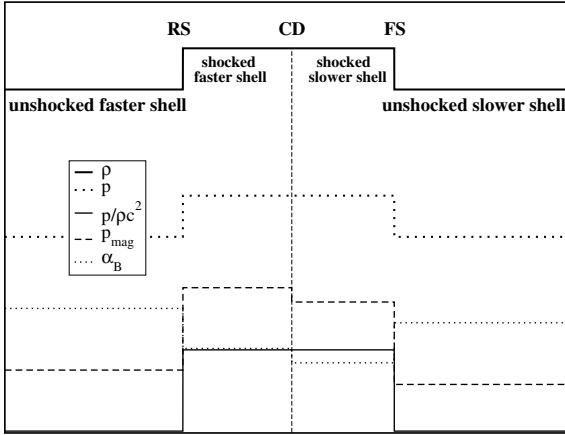 RS CD FS
shocked faster shell
shocked slower shell
unshocked faster shell
unshocked slower shell
ρ
p
p/ρc²
p_mag
α_B